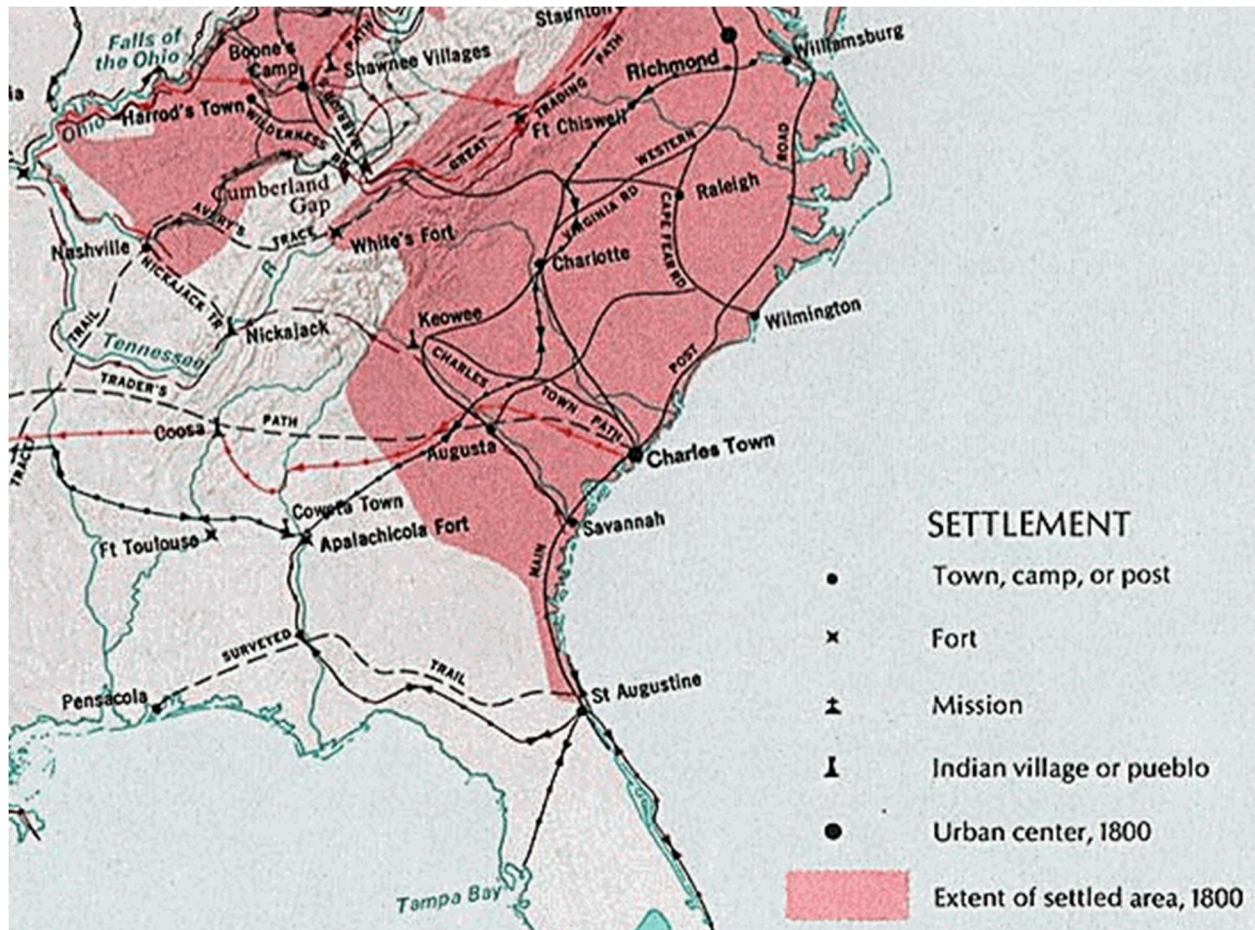 Falls of
the Ohio
Boone's
Camp
PATH
Shawnee Villages
Staunton
Richmond
Williamsburg
ia
Harrod's Town
Ohio
WILDERNESS
WARRIOR'S
GREAT
TRADING
PATH
Ft Chiswell
WESTERN
ROAD
Cumberland
Gap
VIRGINIA RD
Raleigh
CAPE FEAR RD
AVERY'S
TRACE
White's Fort
Nashville
R
Charlotte
NICKAJACK TR
TRAIL
Nickajack
Keowee
Wilmington
Tennessee
CHARLES
TOWN
PATH
POST
TRADER'S
PATH
Coosa
Augusta
Charles Town
TRACE
Coweta Town
Ft Toulouse
Apalachicola Fort
Savannah
MAIN
SURVEYED
TRAIL
Pensacola
St Augustine
Tampa Bay
SETTLEMENT
Town, camp, or post
Fort
Mission
Indian village or pueblo
Urban center, 1800
Extent of settled area, 1800